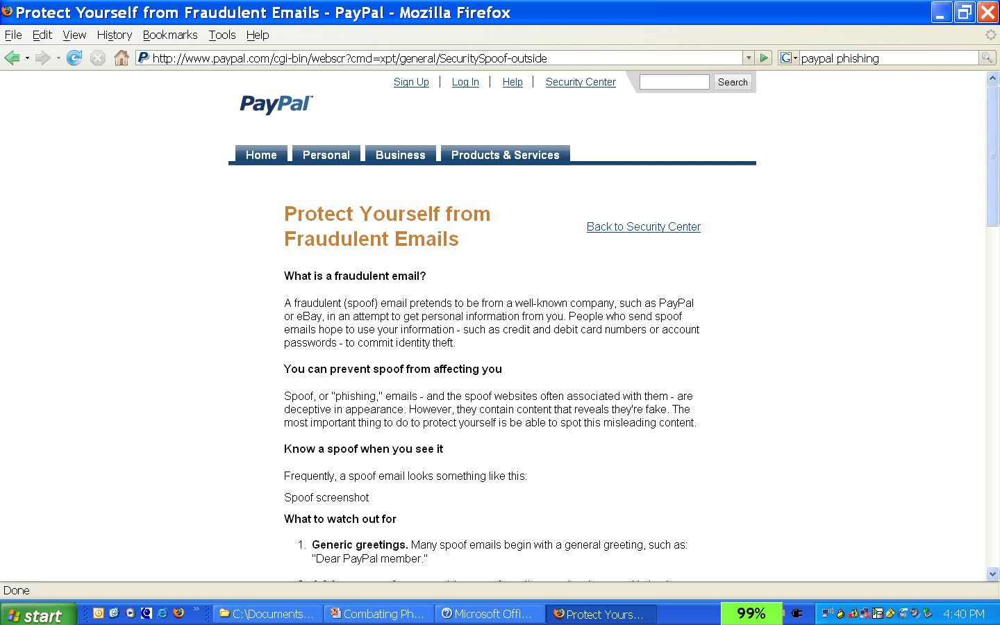 Protect Yourself from Fraudulent Emails - PayPal - Mozilla Firefox
File Edit View History Bookmarks Tools Help
http://www.paypal.com/cgi-bin/webscr?cmd=xpt/general/SecuritySpoof-outside
G paypal phishing
Sign Up | Log In | Help | Security Center
Search
PayPal™
Home Personal Business Products & Services
Protect Yourself from
Fraudulent Emails
Back to Security Center
What is a fraudulent email?
A fraudulent (spoof) email pretends to be from a well-known company, such as PayPal
or eBay, in an attempt to get personal information from you. People who send spoof
emails hope to use your information - such as credit and debit card numbers or account
passwords - to commit identity theft.
You can prevent spoof from affecting you
Spoof, or "phishing," emails - and the spoof websites often associated with them - are
deceptive in appearance. However, they contain content that reveals they're fake. The
most important thing to do to protect yourself is be able to spot this misleading content.
Know a spoof when you see it
Frequently, a spoof email looks something like this:
Spoof screenshot
What to watch out for
1. Generic greetings. Many spoof emails begin with a general greeting, such as:
"Dear PayPal member."
Done
start
C:\Documents...
Combating Ph...
Microsoft Offi...
Protect Yours...
99%
4:40 PM